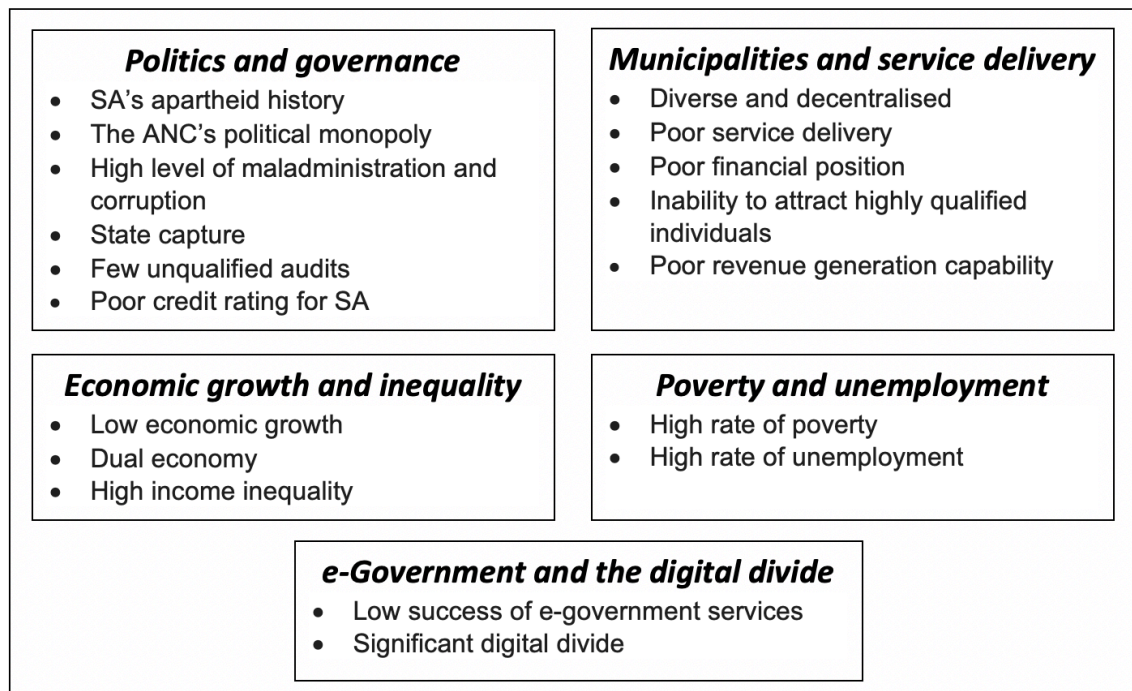 Politics and governance
• SA’s apartheid history
• The ANC’s political monopoly
• High level of maladministration and
corruption
• State capture
• Few unqualified audits
• Poor credit rating for SA
Municipalities and service delivery
• Diverse and decentralised
• Poor service delivery
• Poor financial position
• Inability to attract highly qualified
individuals
• Poor revenue generation capability
Economic growth and inequality
• Low economic growth
• Dual economy
• High income inequality
Poverty and unemployment
• High rate of poverty
• High rate of unemployment
e-Government and the digital divide
• Low success of e-government services
• Significant digital divide